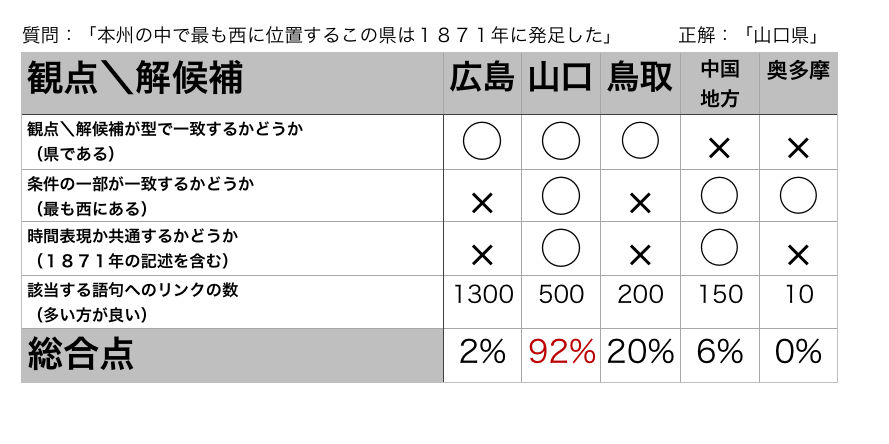 質問：「本州の中で最も西に位置するこの県は１８７１年に発足した」 正解：「山口県」
観点＼解候補 広島 山口 鳥取 中国地方 奥多摩
観点＼解候補が型で一致するかどうか
（県である） ◯ ◯ ◯ × ×
条件の一部が一致するかどうか
（最も西にある） × ◯ × ◯ ◯
時間表現か共通するかどうか
（１８７１年の記述を含む） × ◯ × ◯ ×
該当する語句へのリンクの数 1300 500 200 150 10
（多い方が良い）
総合点 2% 92% 20% 6% 0%